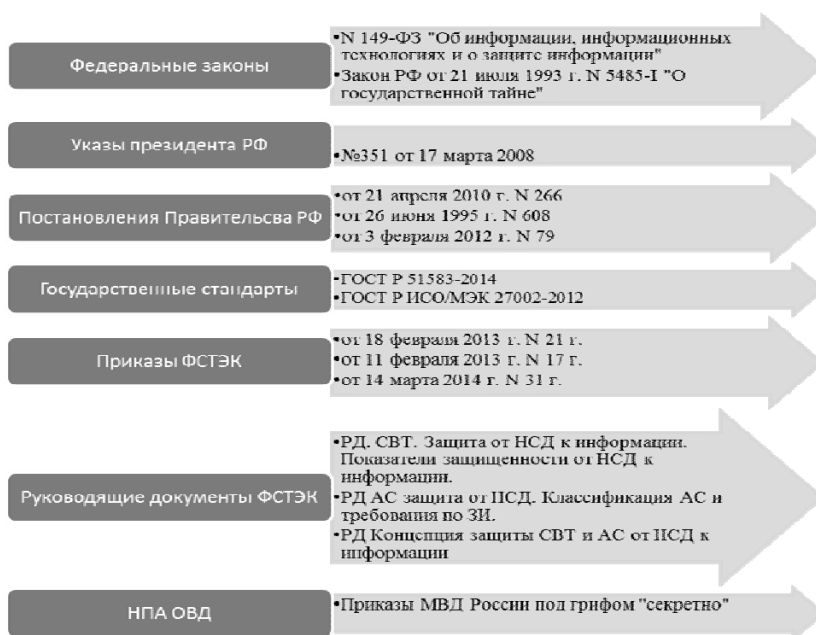 Федеральные законы
•N 149-ФЗ "Об информации, информационных
технологиях и о защите информации"
•Закон РФ от 21 июля 1993 г. N 5485-I "О
государственной тайне"
Указы президента РФ
•№351 от 17 марта 2008
Постановления Правительсва РФ
•от 21 апреля 2010 г. N 266
•от 26 июня 1995 г. N 608
•от 3 февраля 2012 г. N 79
Государственные стандарты
•ГОСТ Р 51583-2014
•ГОСТ Р ИСО/МЭК 27002-2012
Приказы ФСТЭК
•от 18 февраля 2013 г. N 21 г.
•от 11 февраля 2013 г. N 17 г.
•от 14 марта 2014 г. N 31 г.
Руководящие документы ФСТЭК
•РД. СВТ. Защита от НСД к информации.
Показатели защищенности от НСД к
информации.
•РД АС защита от НСД. Классификация АС и
требования по ЗИ.
•РД Концепция защиты СВТ и АС от НСД к
информации
НПА ОВД
•Приказы МВД России под грифом "секретно"